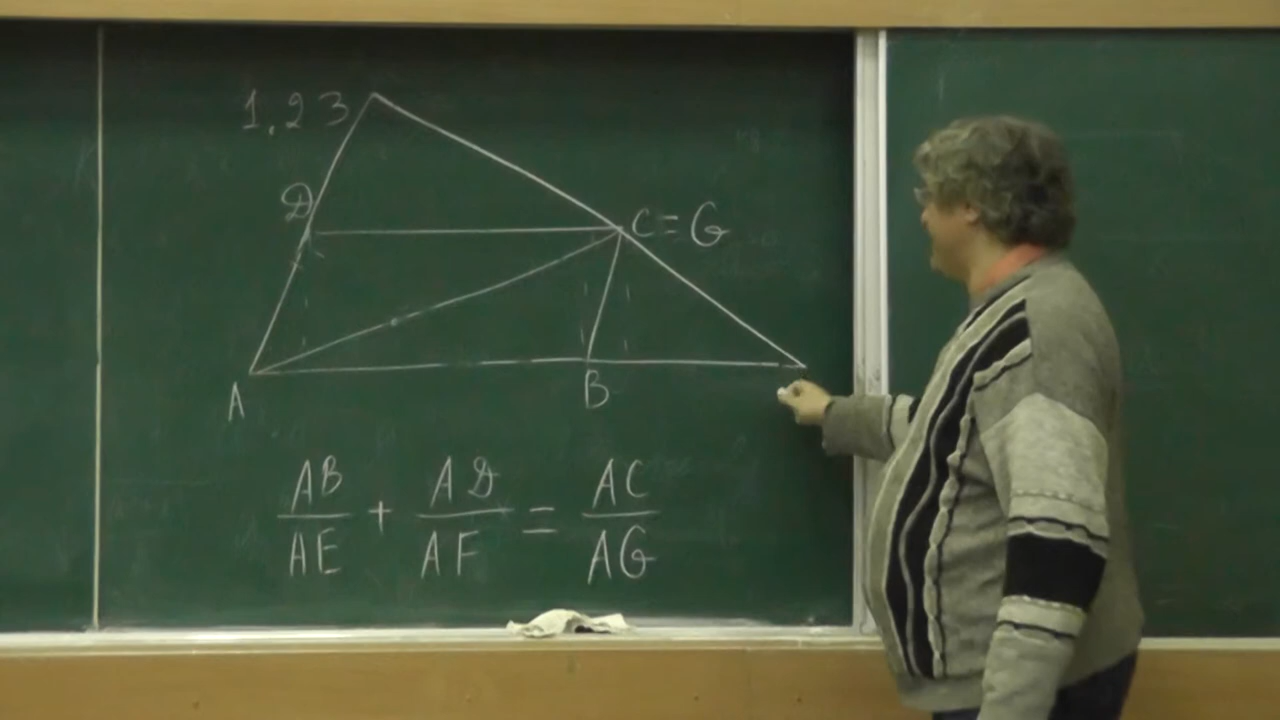 1.23
D
C = G
A
B
AB/AE + AD/AF = AC/AG